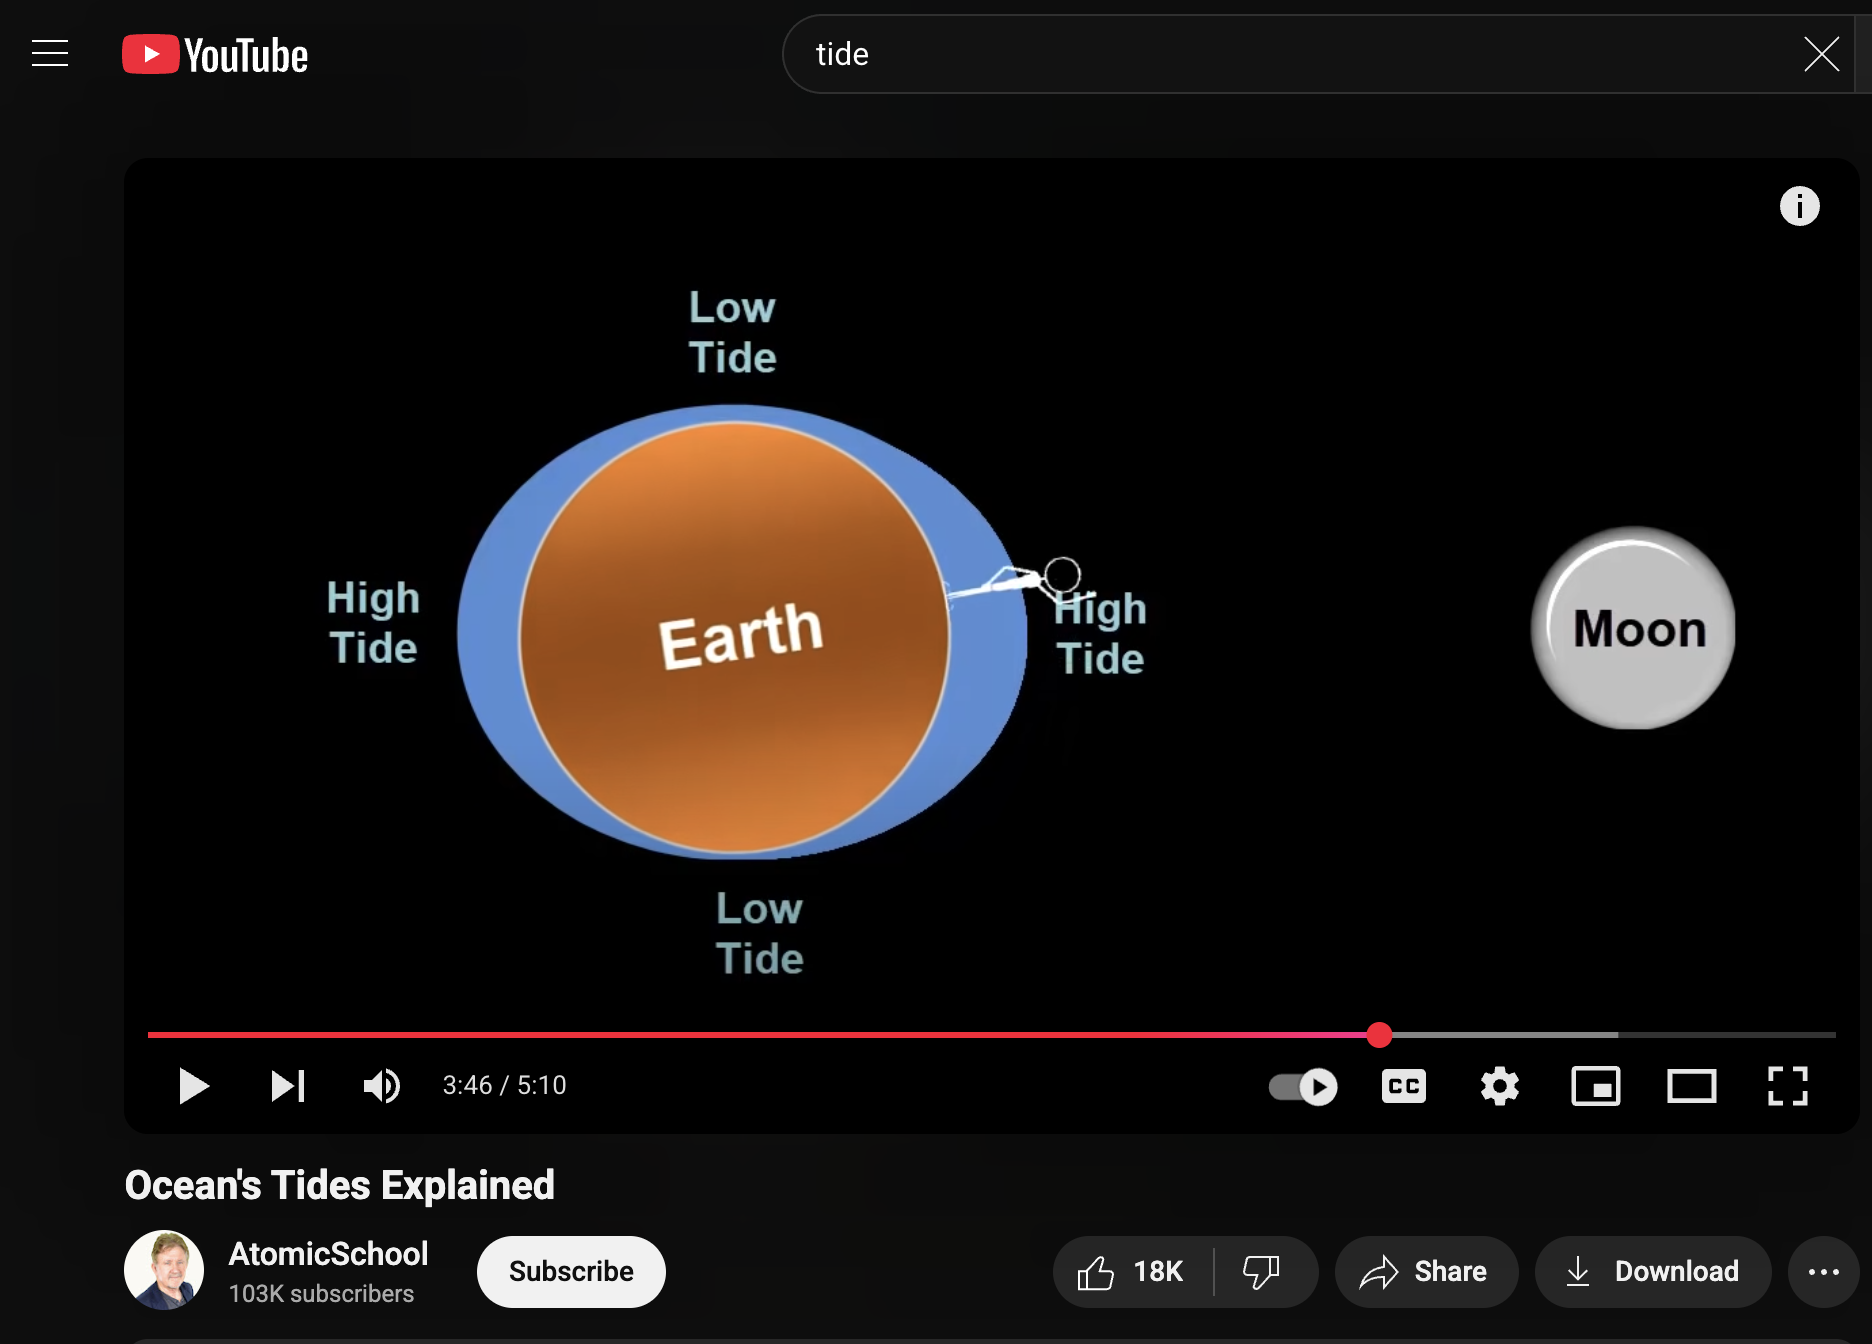 YouTube
tide
Low
Tide
High
Tide
Earth
High
Tide
Moon
Low
Tide
3:46 / 5:10
CC
Ocean's Tides Explained
AtomicSchool
103K subscribers
Subscribe
18K
Share
Download